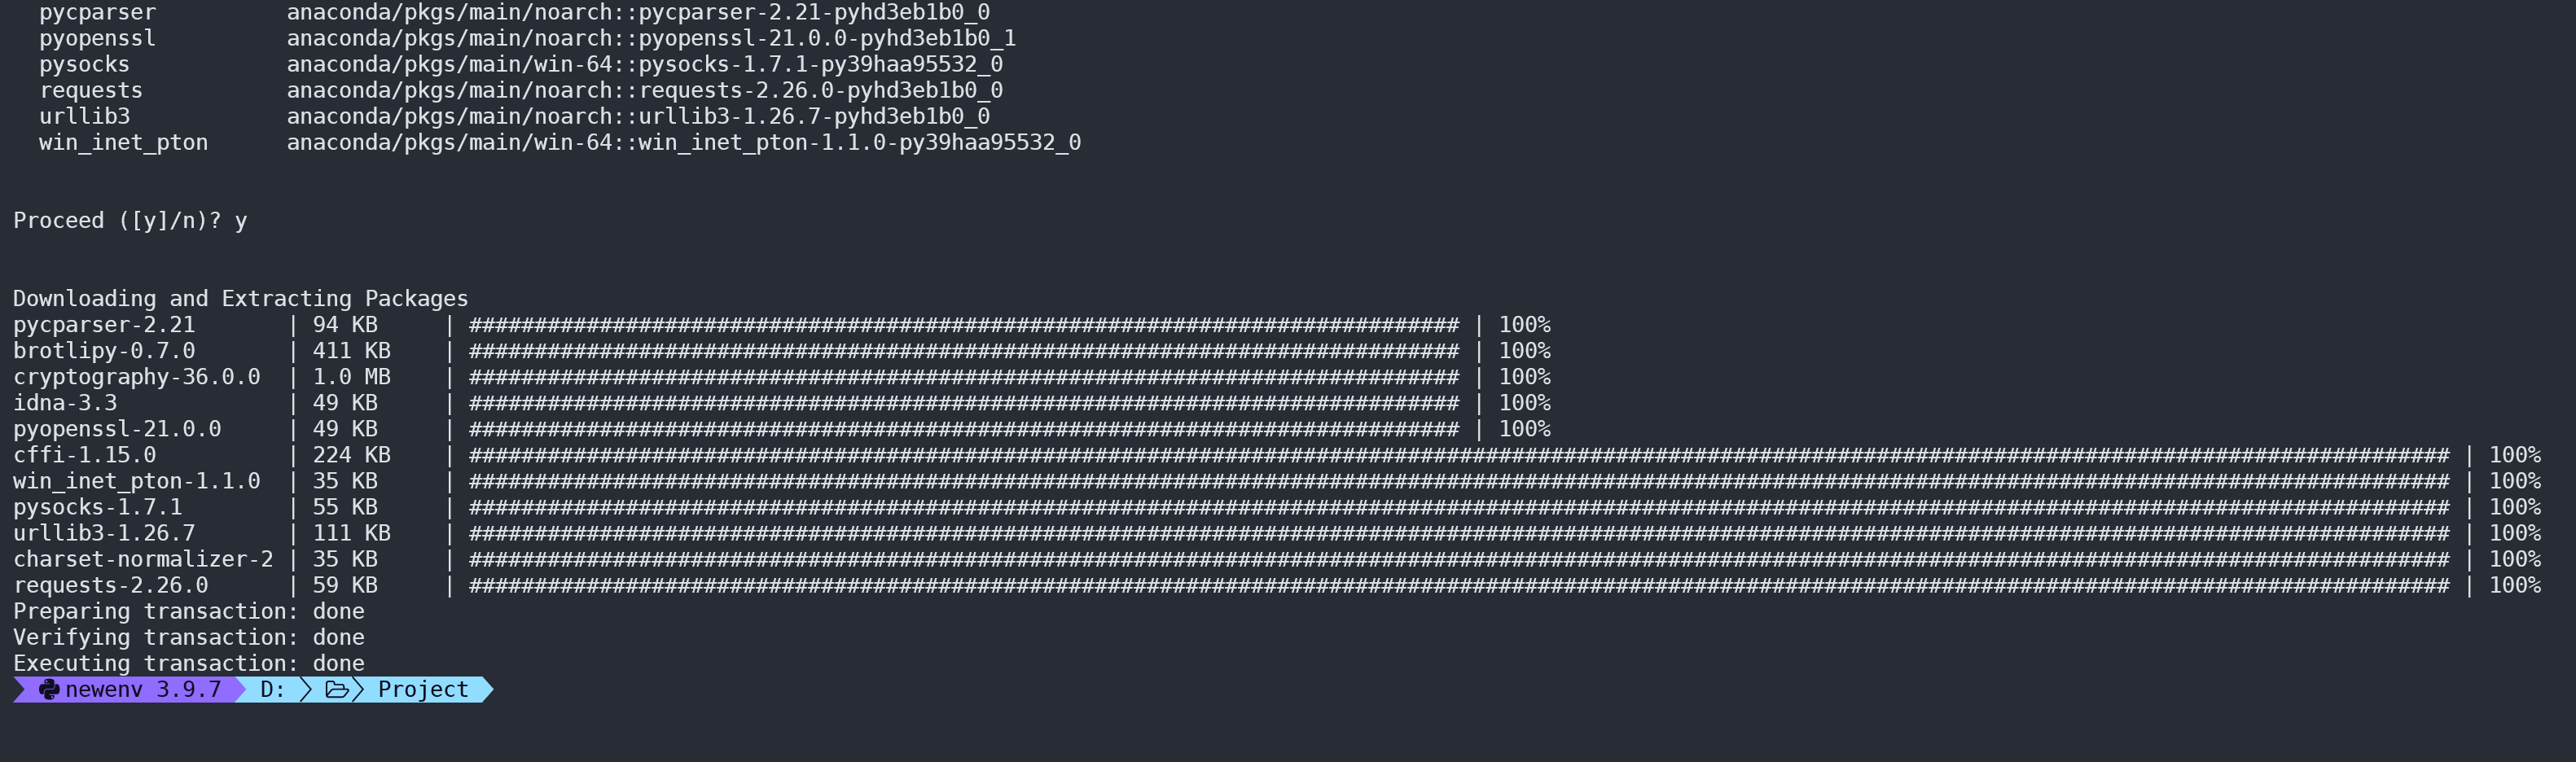 pycparser          anaconda/pkgs/main/noarch::pycparser-2.21-pyhd3eb1b0_0
pyopenssl          anaconda/pkgs/main/noarch::pyopenssl-21.0.0-pyhd3eb1b0_1
pysocks            anaconda/pkgs/main/win-64::pysocks-1.7.1-py39haa95532_0
requests           anaconda/pkgs/main/noarch::requests-2.26.0-pyhd3eb1b0_0
urllib3            anaconda/pkgs/main/noarch::urllib3-1.26.7-pyhd3eb1b0_0
win_inet_pton      anaconda/pkgs/main/win-64::win_inet_pton-1.1.0-py39haa95532_0
Proceed ([y]/n)? y
Downloading and Extracting Packages
pycparser-2.21       | 94 KB     | ############################################################################ | 100%
brotlipy-0.7.0       | 411 KB    | ############################################################################ | 100%
cryptography-36.0.0  | 1.0 MB    | ############################################################################ | 100%
idna-3.3             | 49 KB     | ############################################################################ | 100%
pyopenssl-21.0.0     | 49 KB     | ############################################################################ | 100%
cffi-1.15.0          | 224 KB    | ######################################################################################################################################################## | 100%
win_inet_pton-1.1.0  | 35 KB     | ######################################################################################################################################################## | 100%
pysocks-1.7.1        | 55 KB     | ######################################################################################################################################################## | 100%
urllib3-1.26.7       | 111 KB    | ######################################################################################################################################################## | 100%
charset-normalizer-2 | 35 KB     | ######################################################################################################################################################## | 100%
requests-2.26.0      | 59 KB     | ######################################################################################################################################################## | 100%
Preparing transaction: done
Verifying transaction: done
Executing transaction: done
newenv 3.9.7 D: Project